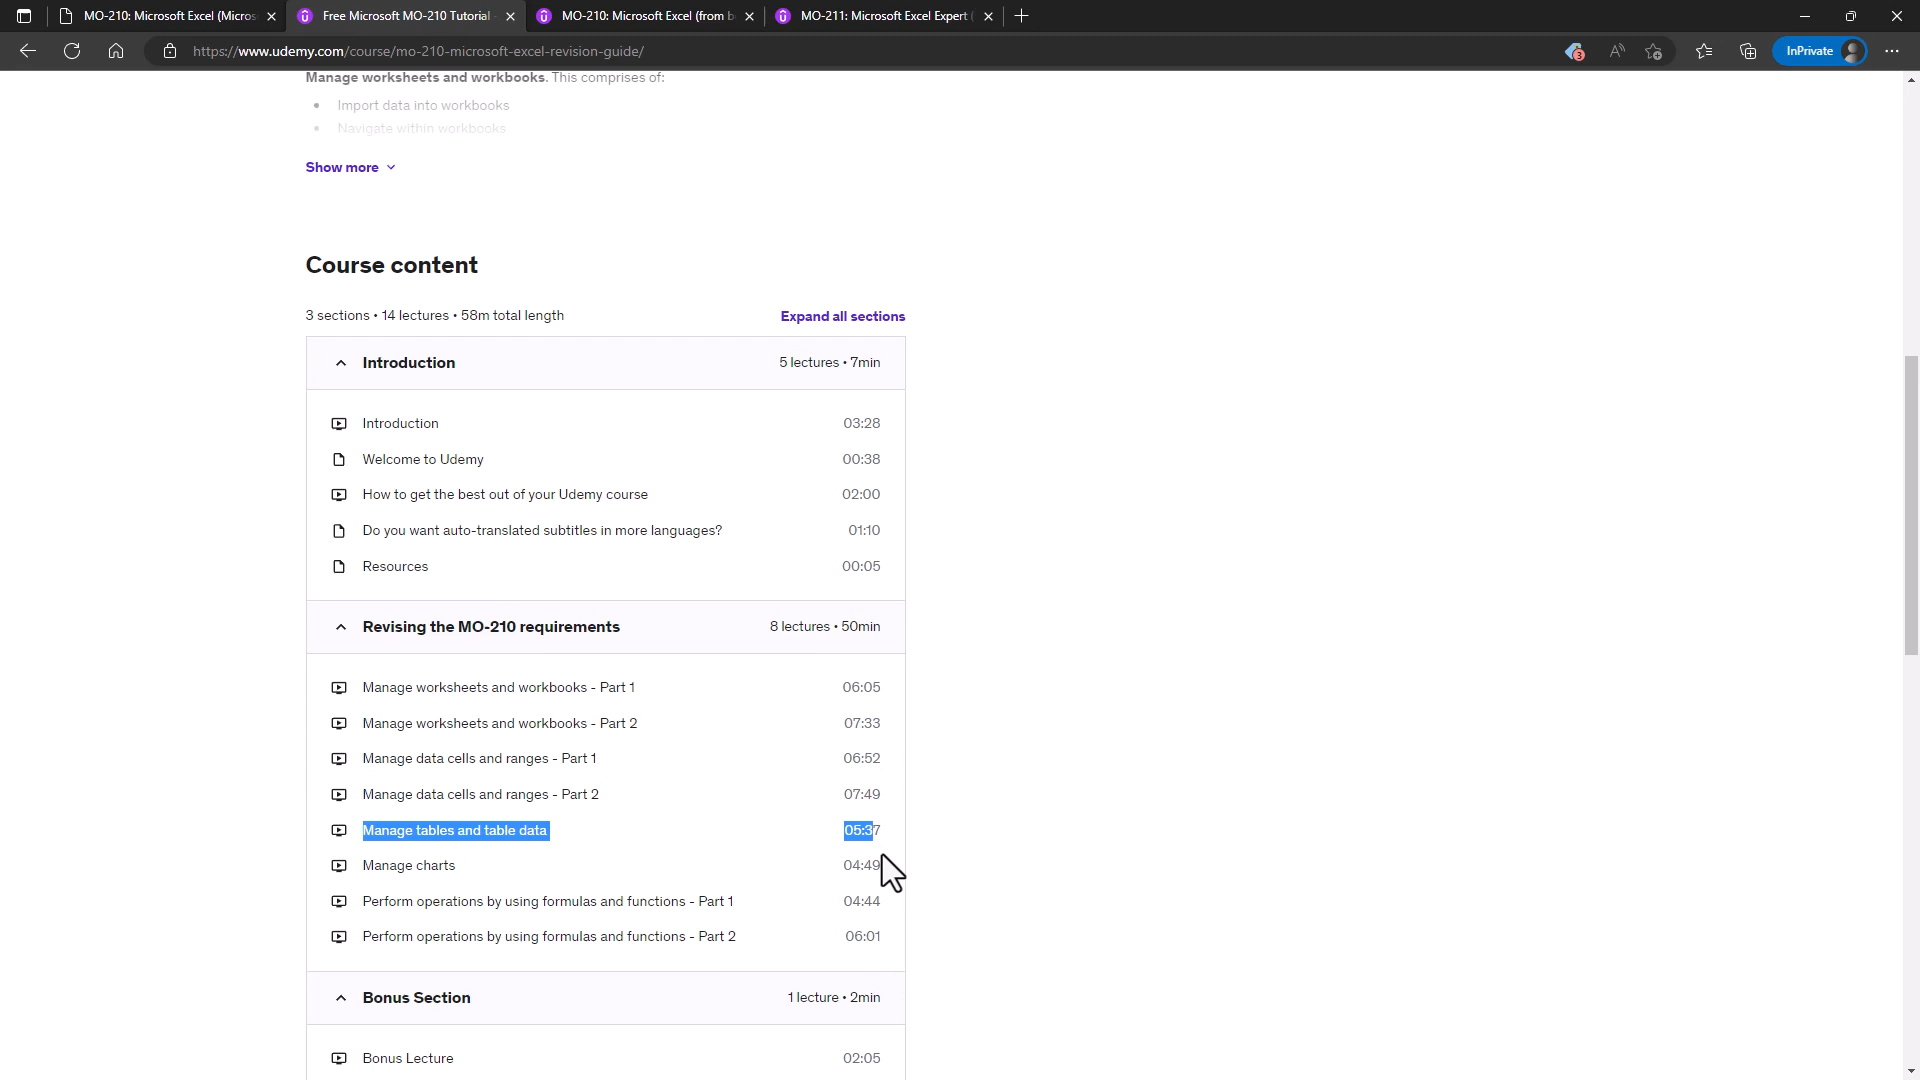 MO-210: Microsoft Excel (Micros
Free Microsoft MO-210 Tutorial -
MO-210: Microsoft Excel (from b
MO-211: Microsoft Excel Expert (
https://www.udemy.com/course/mo-210-microsoft-excel-revision-guide/
3
A
InPrivate
Manage worksheets and workbooks. This comprises of:
• Import data into workbooks
• Navigate within workbooks
Show more
Course content
3 sections • 14 lectures • 58m total length
Expand all sections
Introduction
5 lectures • 7min
Introduction
03:28
Welcome to Udemy
00:38
How to get the best out of your Udemy course
02:00
Do you want auto-translated subtitles in more languages?
01:10
Resources
00:05
Revising the MO-210 requirements
8 lectures • 50min
Manage worksheets and workbooks - Part 1
06:05
Manage worksheets and workbooks - Part 2
07:33
Manage data cells and ranges - Part 1
06:52
Manage data cells and ranges - Part 2
07:49
Manage tables and table data
05:37
Manage charts
04:49
Perform operations by using formulas and functions - Part 1
04:44
Perform operations by using formulas and functions - Part 2
06:01
Bonus Section
1 lecture • 2min
Bonus Lecture
02:05